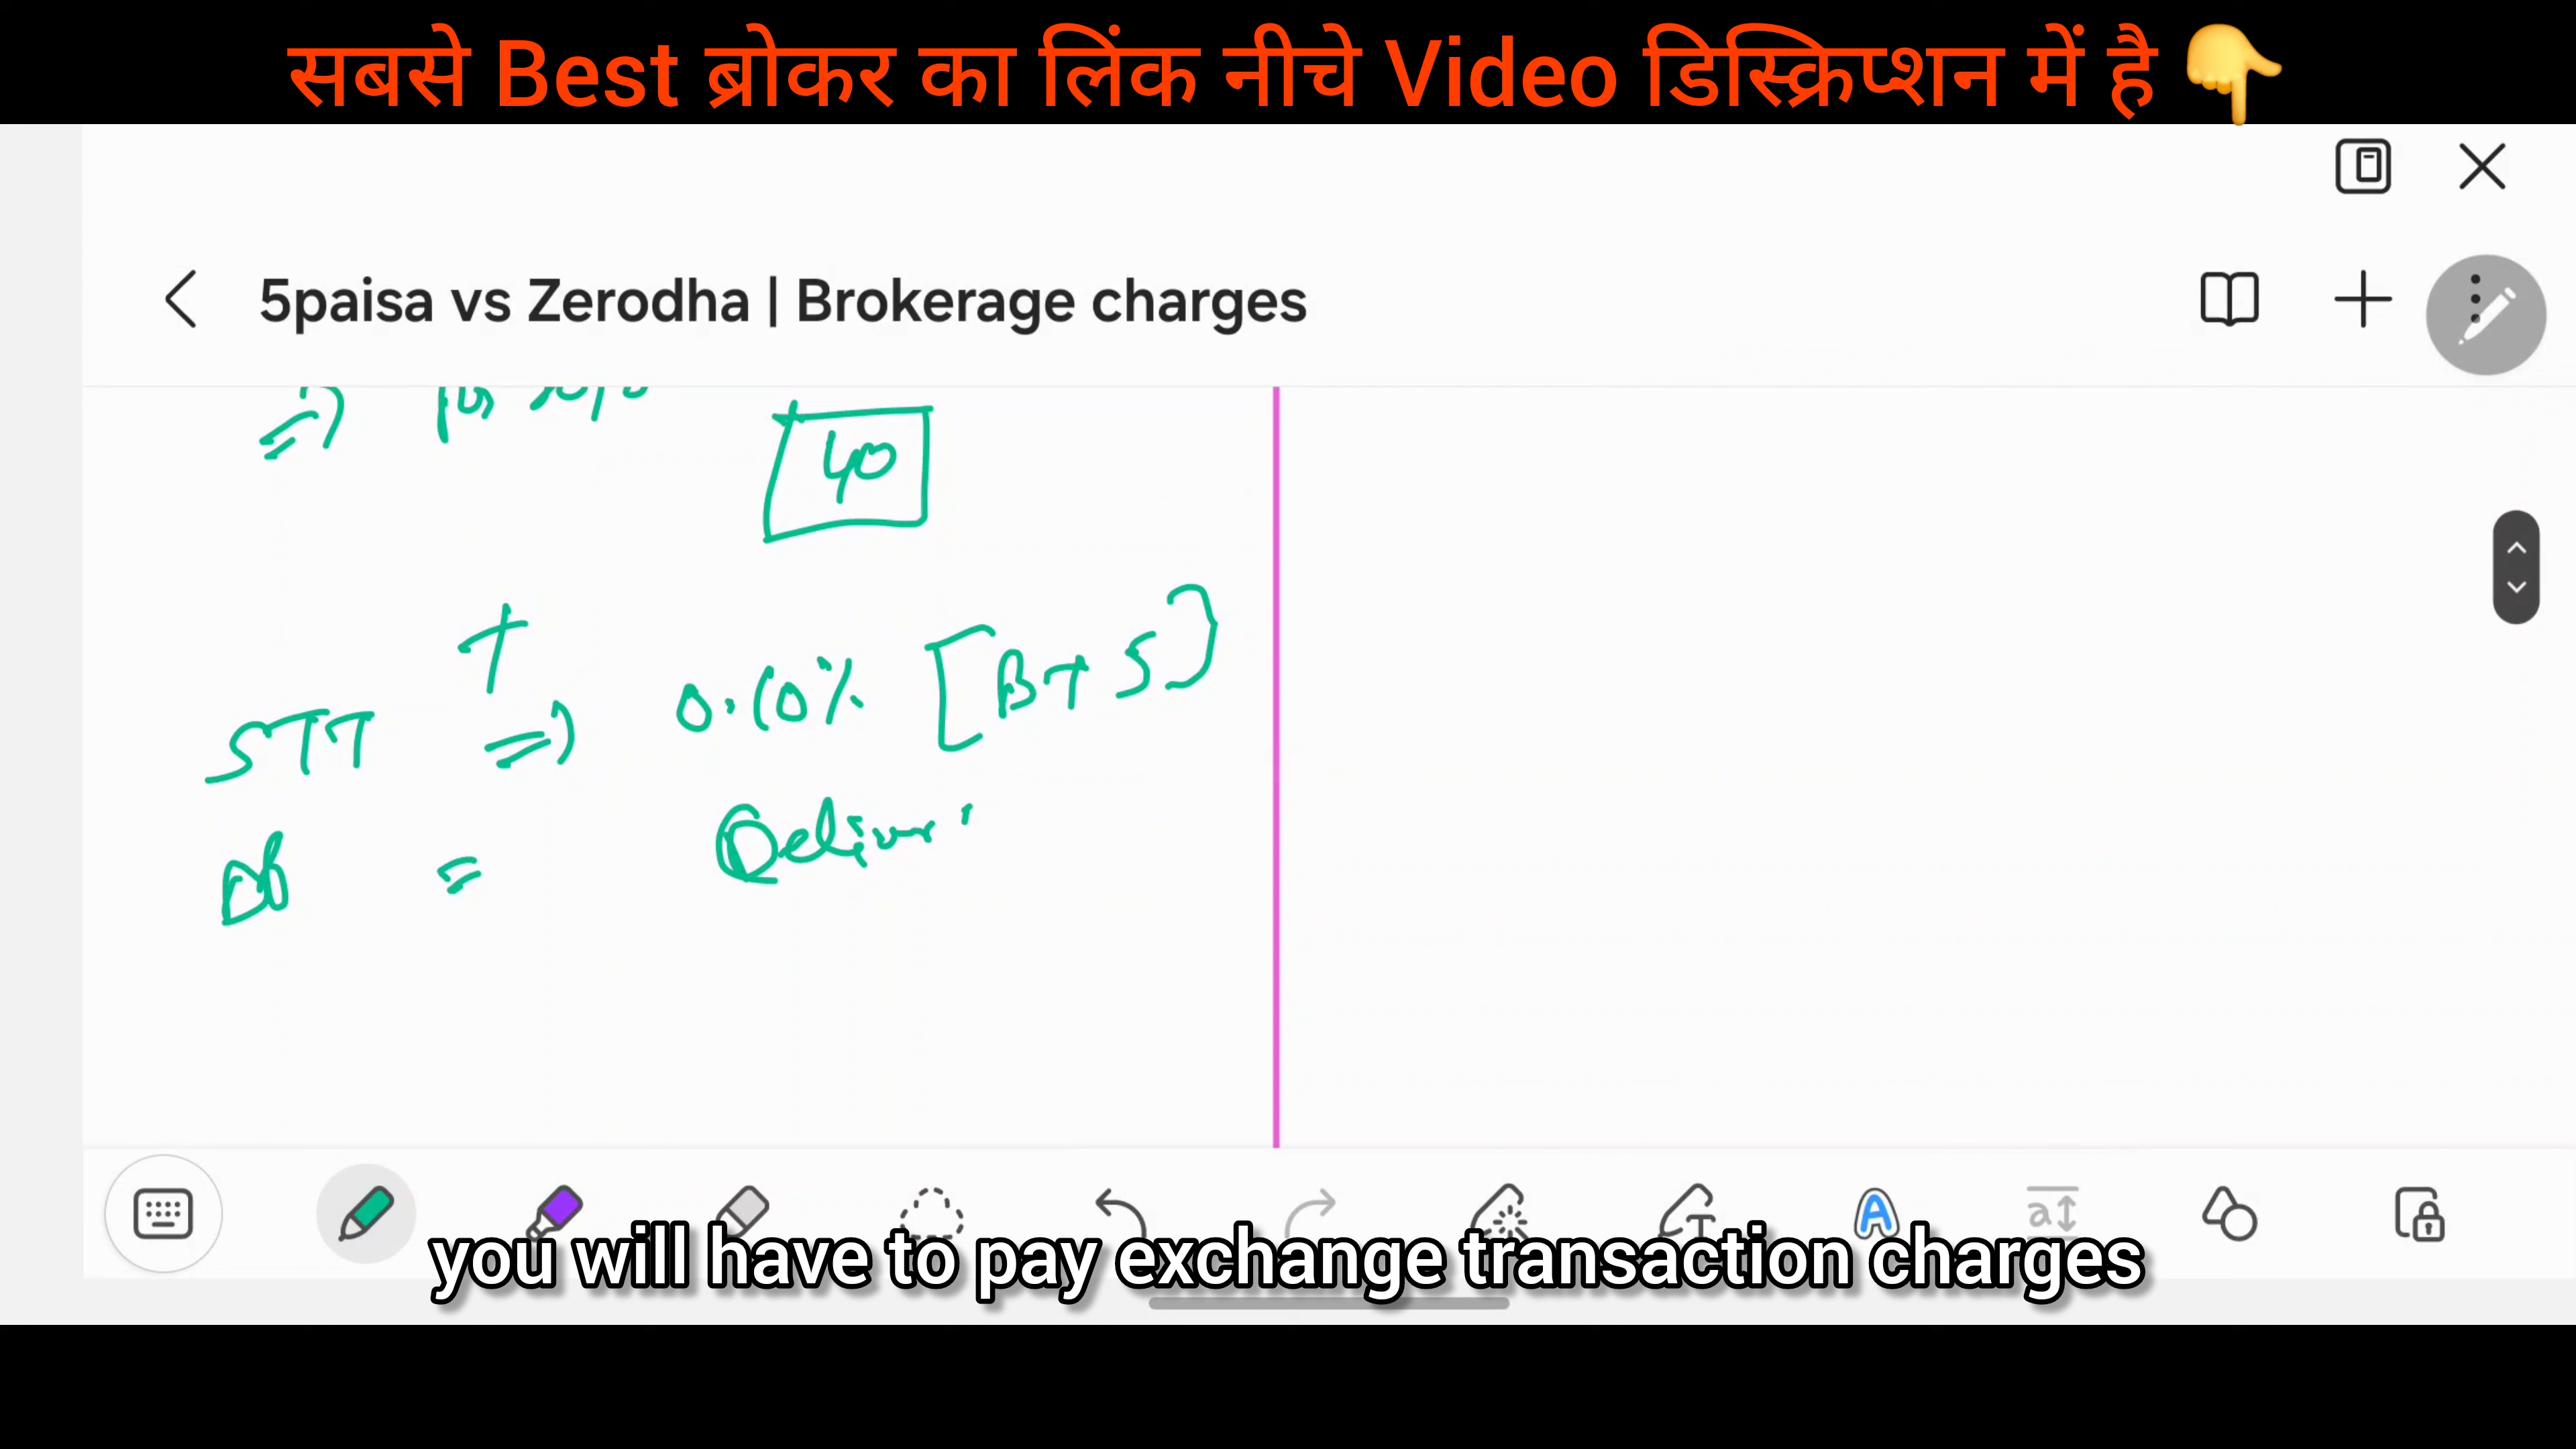 सबसे Best ब्रोकर का लिंक नीचे Video डिस्क्रिप्शन में है 👇
5paisa vs Zerodha | Brokerage charges
40
+
STT => 0.10% [B+S]
=
you will have to pay exchange transaction charges